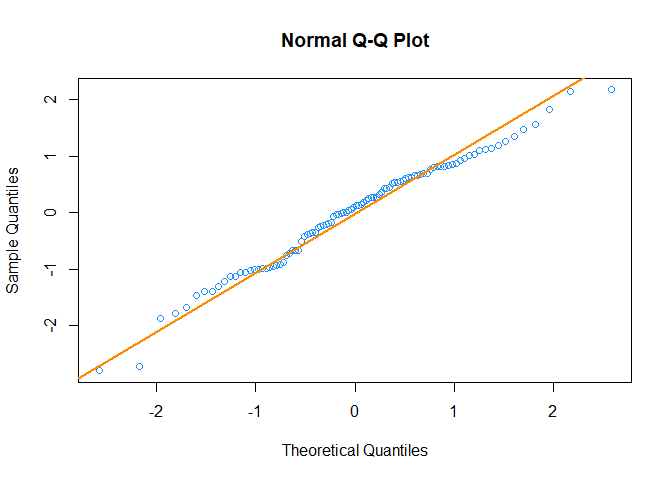 Normal Q-Q Plot
2
1
0
-1
-2
Sample Quantiles
-2 -1 0 1 2
Theoretical Quantiles